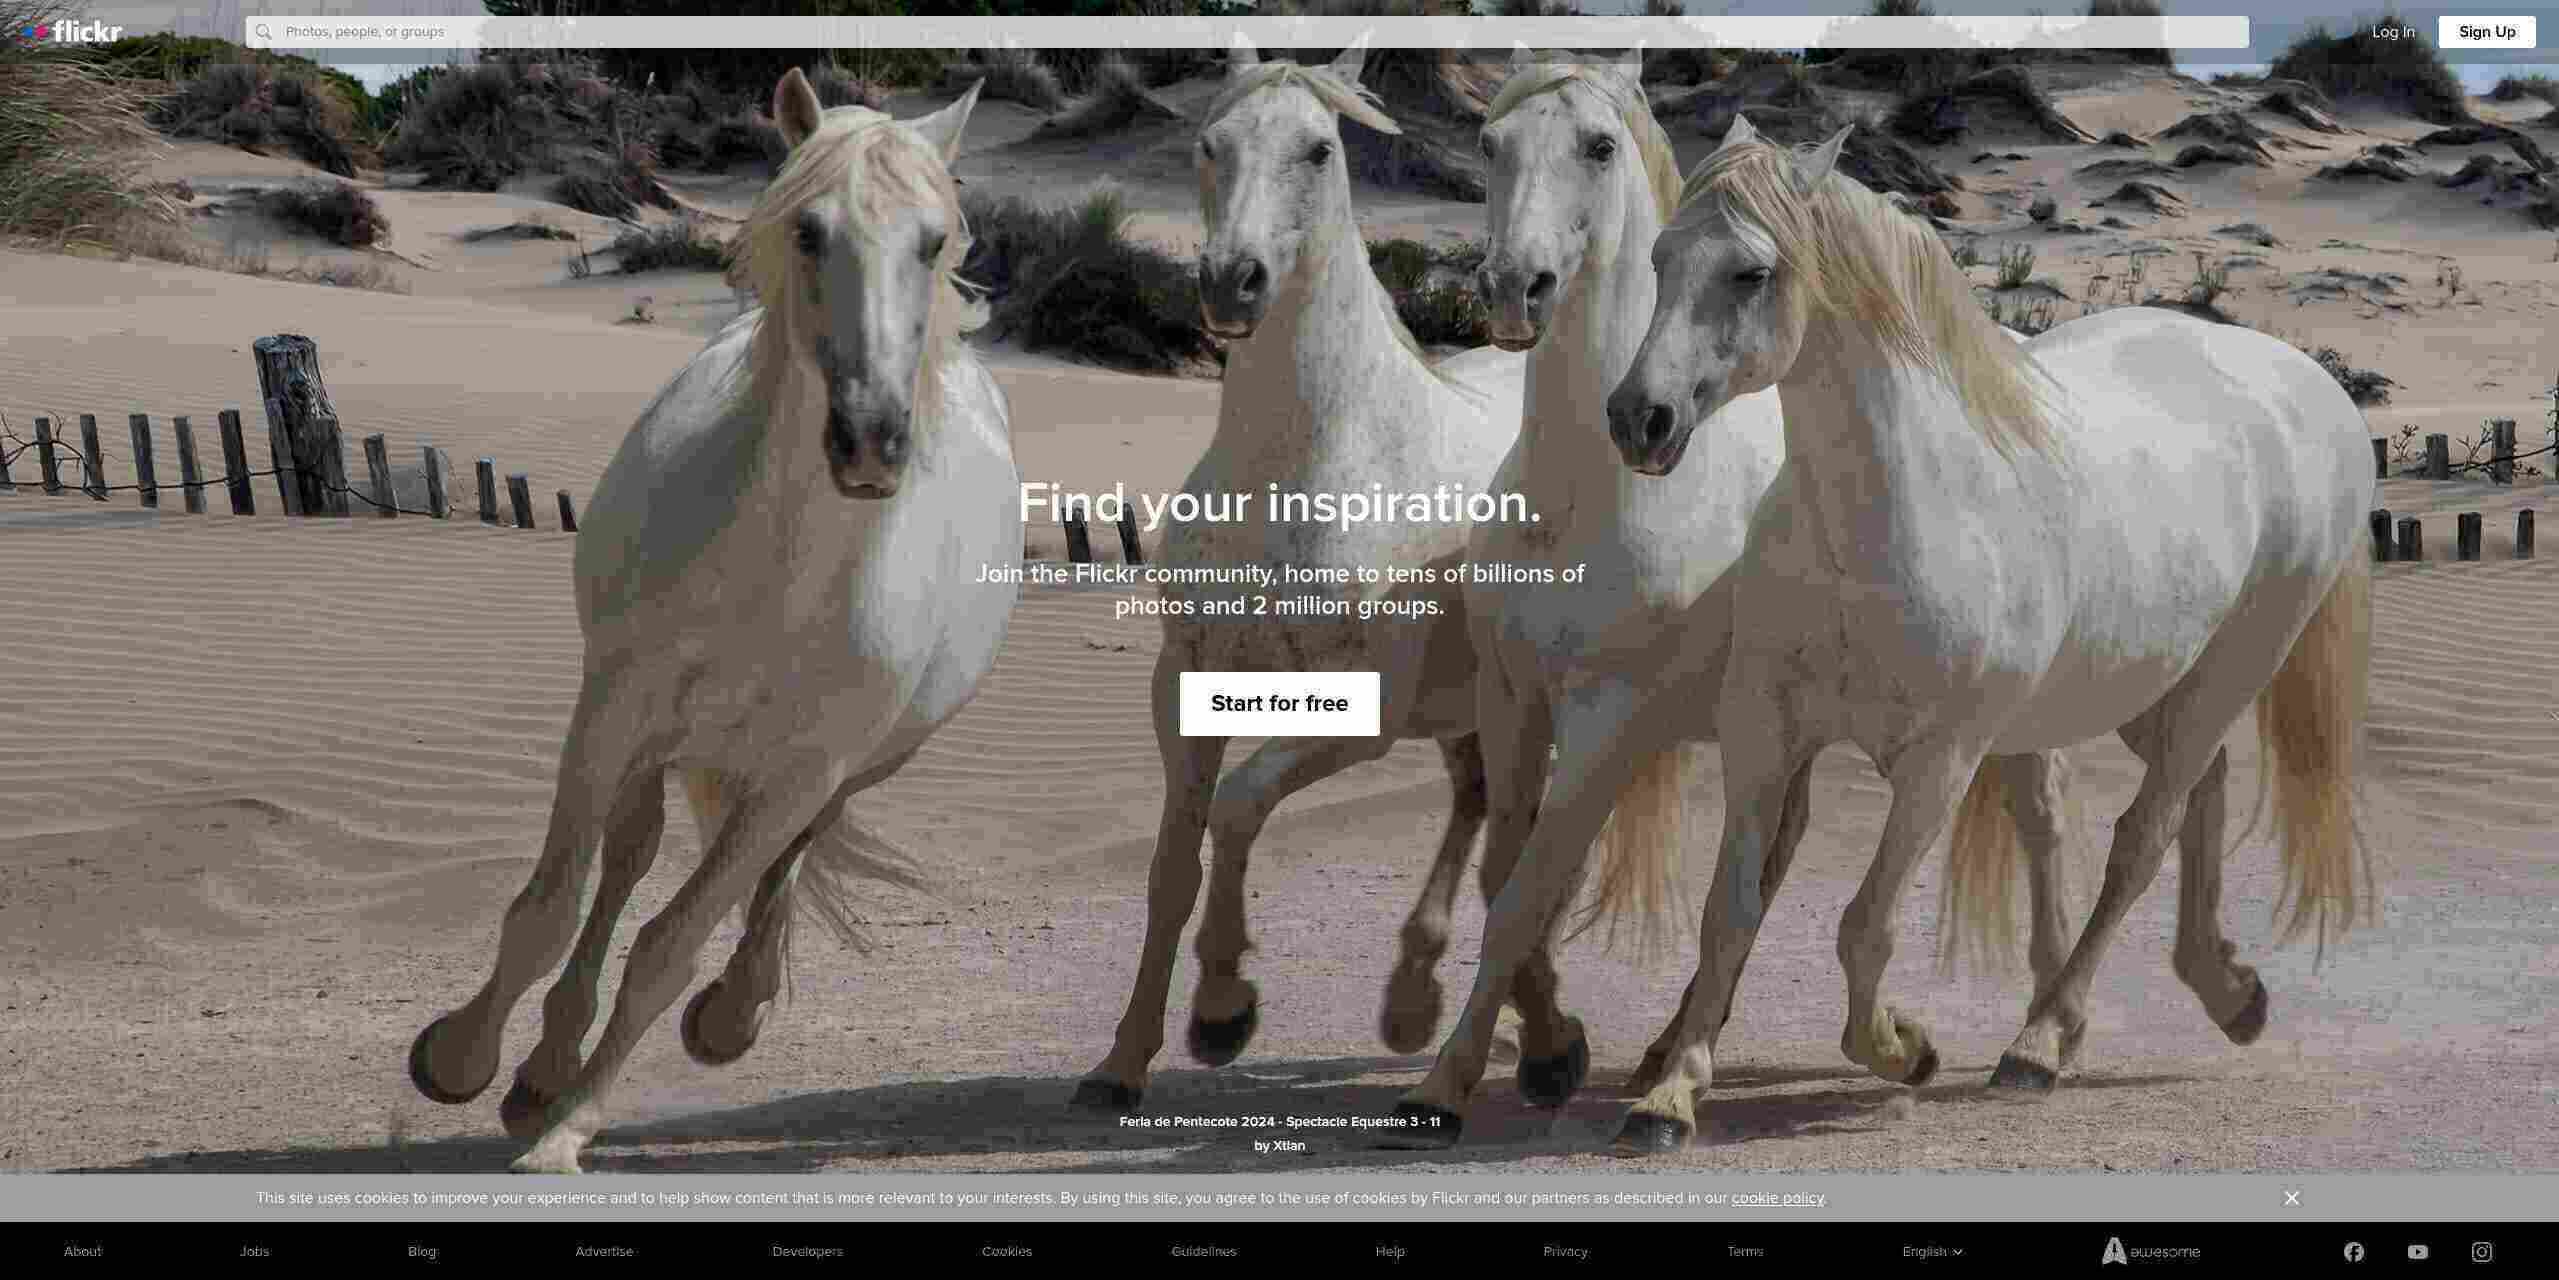 flickr
Photos, people, or groups
Log In
Sign Up
Find your inspiration.
Join the Flickr community, home to tens of billions of
photos and 2 million groups.
Start for free
Feria de Pentecote 2024 - Spectacle Equestre 3 - 11
by Xtian
This site uses cookies to improve your experience and to help show content that is more relevant to your interests. By using this site, you agree to the use of cookies by Flickr and our partners as described in our cookie policy.
About
Jobs
Blog
Advertise
Developers
Cookies
Guidelines
Help
Privacy
Terms
English
awesome